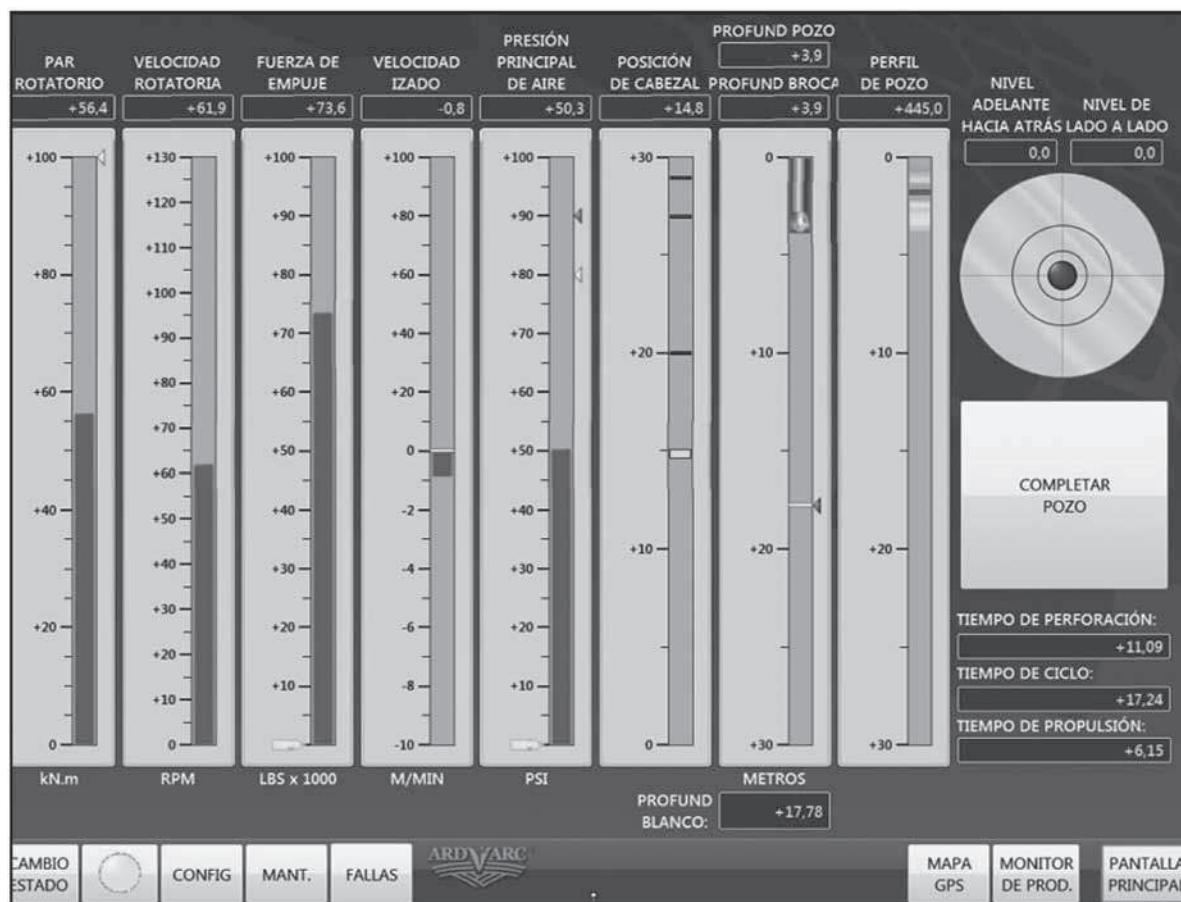 PAR
ROTATORIO
+56,4
VELOCIDAD
ROTATORIA
+61,9
FUERZA DE
EMPUJE
+73,6
VELOCIDAD
IZADO
-0,8
PRESIÓN
PRINCIPAL
DE AIRE
+50,3
POSICIÓN
DE CABEZAL
+14,8
PROFUND POZO
+3,9
PROFUND BROCA
+3,9
PERFIL
DE POZO
+445,0
NIVEL
ADELANTE
HACIA ATRÁS
0,0
NIVEL DE
LADO A LADO
0,0
+100
+80
+60
+40
+20
0
kN.m
+130
+120
+110
+100
+90
+80
+70
+60
+50
+40
+30
+20
+10
0
RPM
+100
+90
+80
+70
+60
+50
+40
+30
+20
+10
0
LBS x 1000
+100
+80
+60
+40
+20
0
-2
-4
-6
-8
-10
M/MIN
+100
+90
+80
+70
+60
+50
+40
+30
+20
+10
0
PSI
+30
+20
+10
0
0
+10
+20
+30
METROS
0
+10
+20
+30
PROFUND
BLANCO:
+17,78
COMPLETAR
POZO
TIEMPO DE PERFORACIÓN:
+11,09
TIEMPO DE CICLO:
+17,24
TIEMPO DE PROPULSIÓN:
+6,15
CAMBIO
ESTADO
CONFIG
MANT.
FALLAS
ARDVARC
MAPA
GPS
MONITOR
DE PROD.
PANTALLA
PRINCIPAL